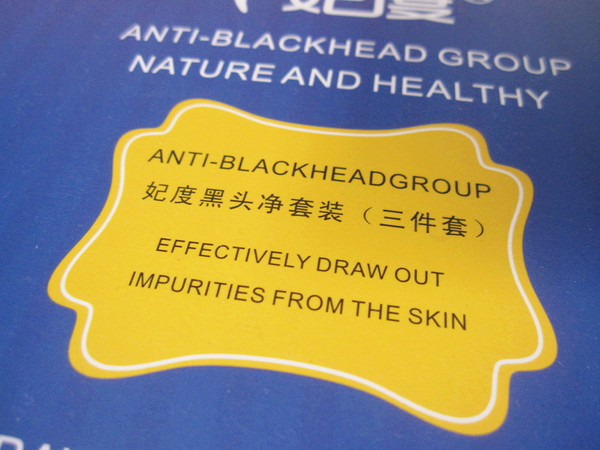 ANTI-BLACKHEAD GROUP
NATURE AND HEALTHY
ANTI-BLACKHEADGROUP
妃度黑头净套装（三件套）
EFFECTIVELY DRAW OUT
IMPURITIES FROM THE SKIN